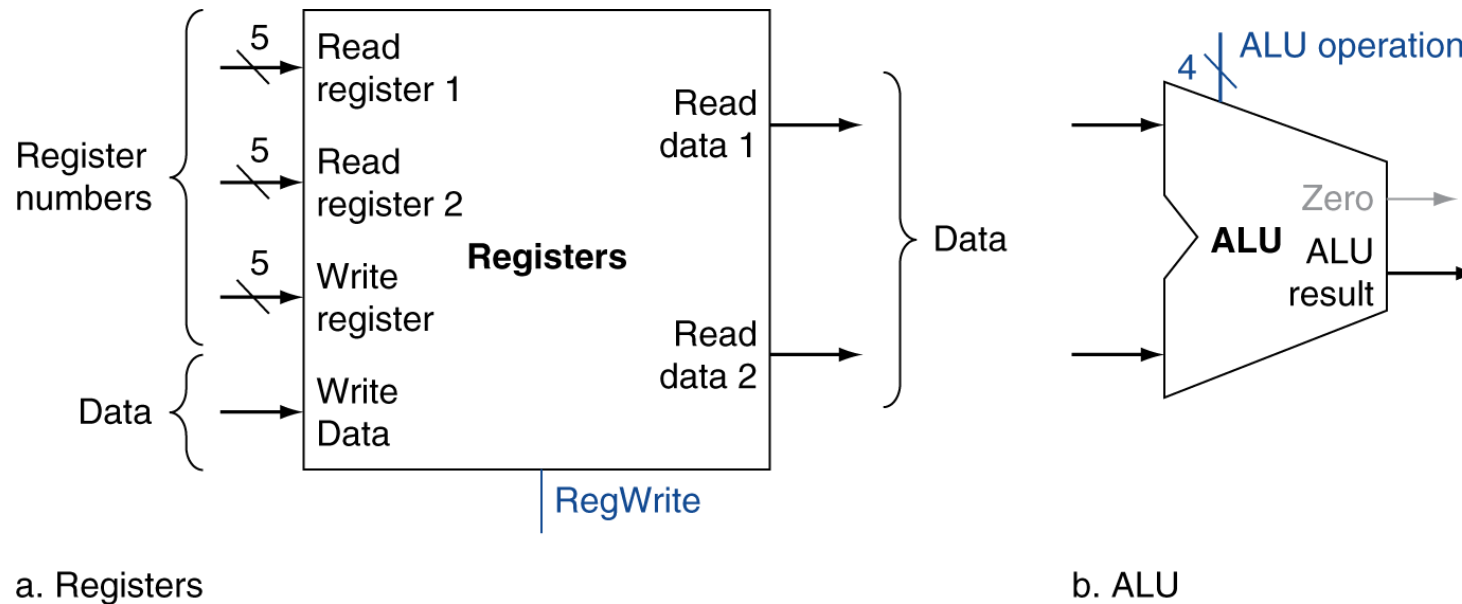 Register
numbers
Data
5
Read
register 1
5
Read
register 2
5
Write
register
Write
Data
Registers
Read
data 1
Read
data 2
RegWrite
Data
a. Registers
4
ALU operation
Zero
ALU
ALU
result
b. ALU